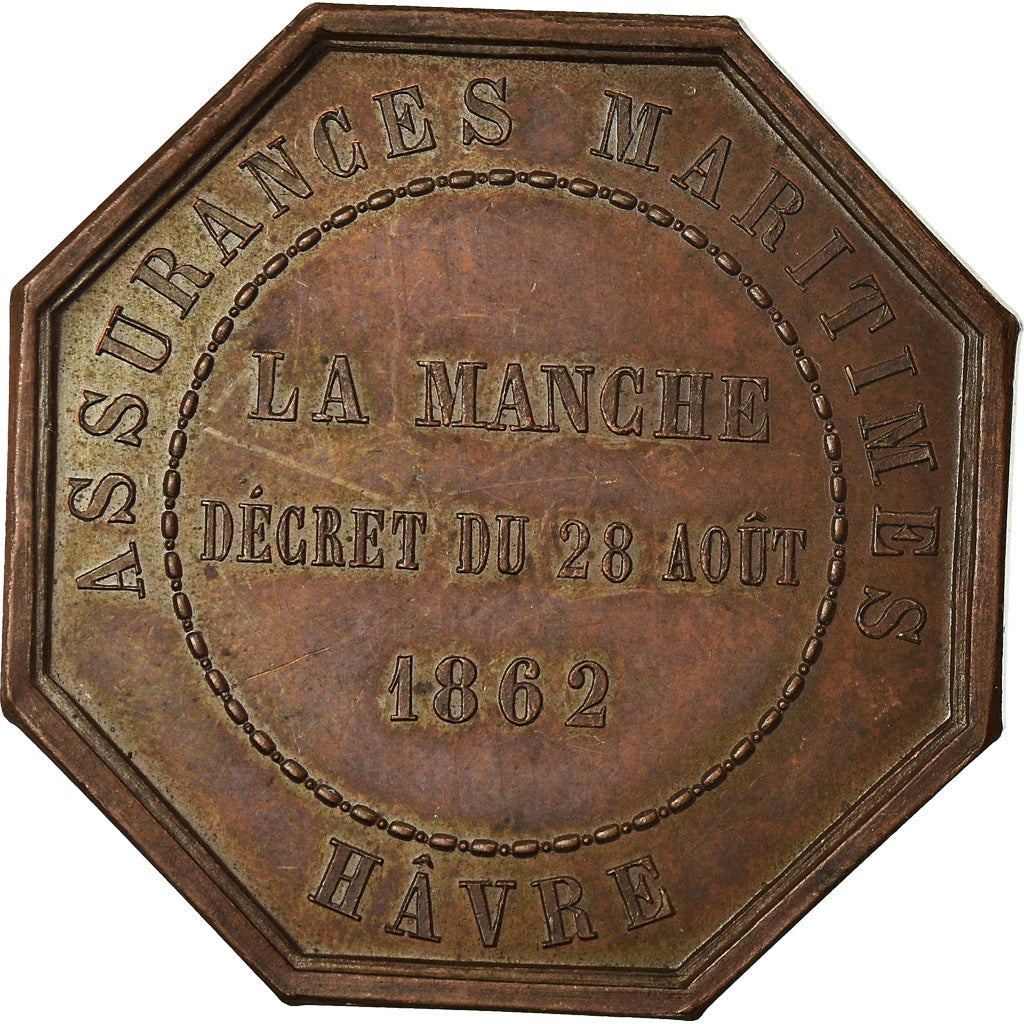 ASSURANCES MARITIMES
LA MANCHE
DÉCRET DU 28 AOÛT
1862
HÂVRE